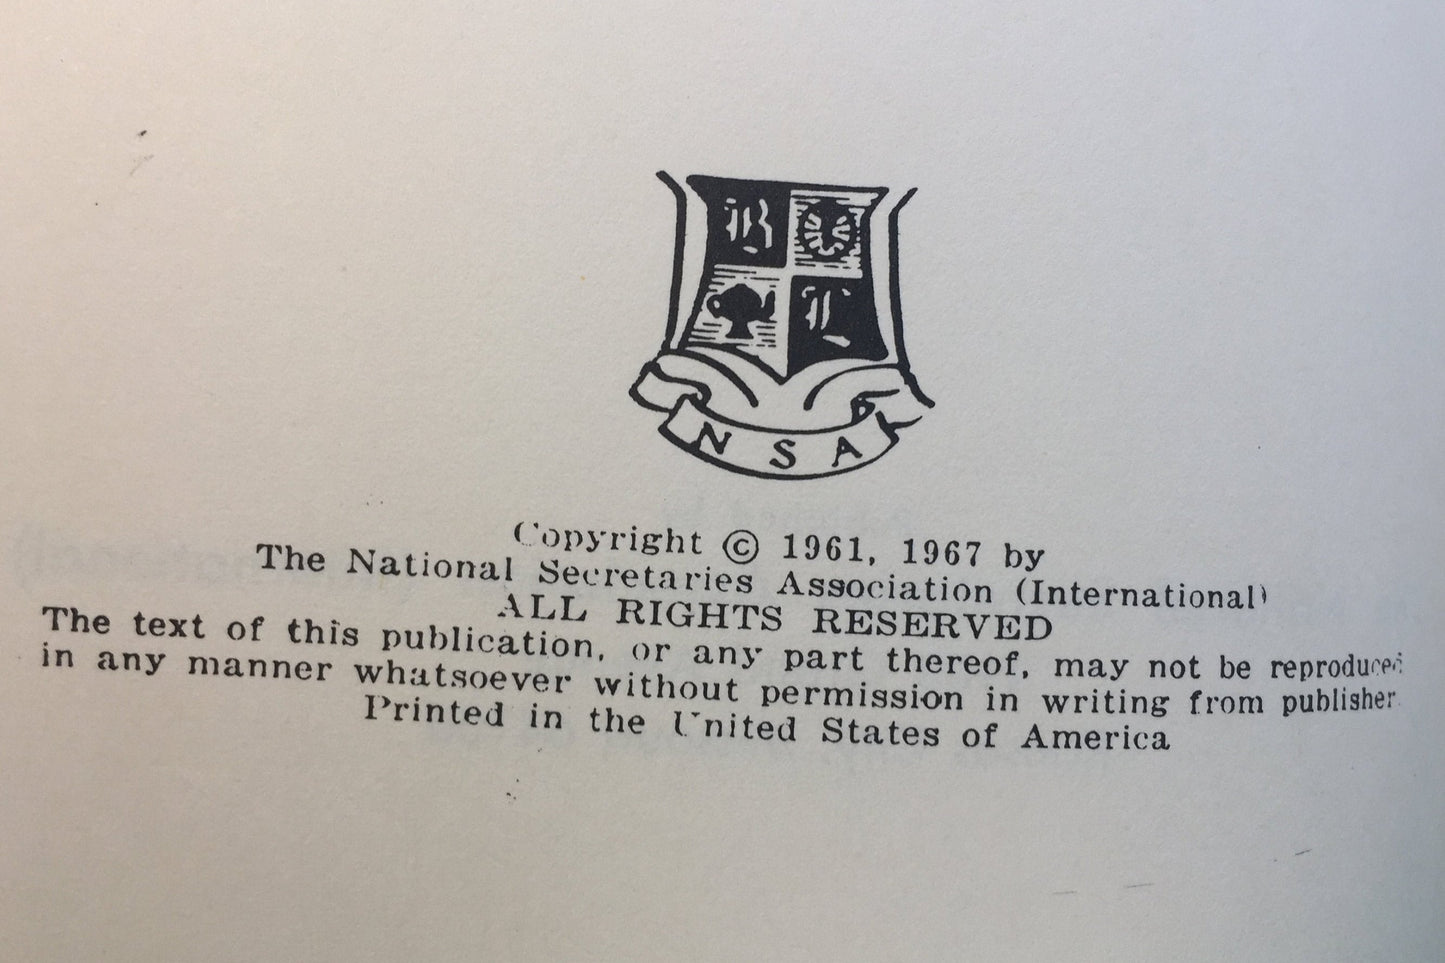 N S A
Copyright © 1961, 1967 by
The National Secretaries Association (International)
ALL RIGHTS RESERVED
The text of this publication, or any part thereof, may not be reproduced
in any manner whatsoever without permission in writing from publisher.
Printed in the United States of America